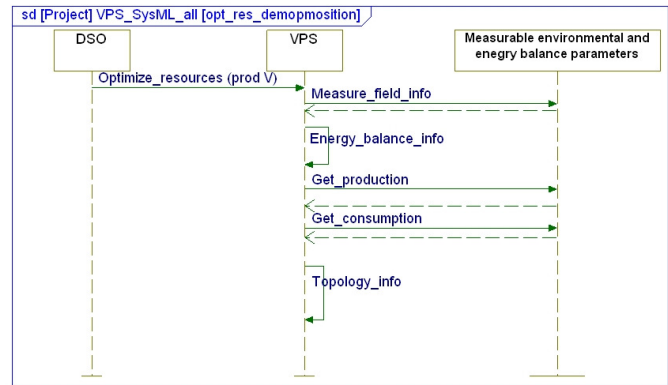 sd [Project] VPS_SysML_all [opt_res_demopmosition]
DSO
VPS
Measurable environmental and
enegry balance parameters
Optimize_resources (prod V)
Measure_field_info
Energy_balance_info
Get_production
Get_consumption
Topology_info